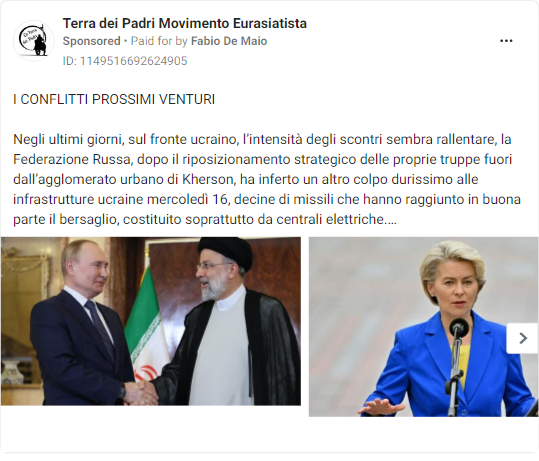 Terra dei Padri Movimento Eurasiatista
Sponsored • Paid for by Fabio De Maio
ID: 1149516692624905
I CONFLITTI PROSSIMI VENTURI
Negli ultimi giorni, sul fronte ucraino, l'intensità degli scontri sembra rallentare, la
Federazione Russa, dopo il riposizionamento strategico delle proprie truppe fuori
dall'agglomerato urbano di Kherson, ha inferto un altro colpo durissimo alle
infrastrutture ucraine mercoledì 16, decine di missili che hanno raggiunto in buona
parte il bersaglio, costituito soprattutto da centrali elettriche....